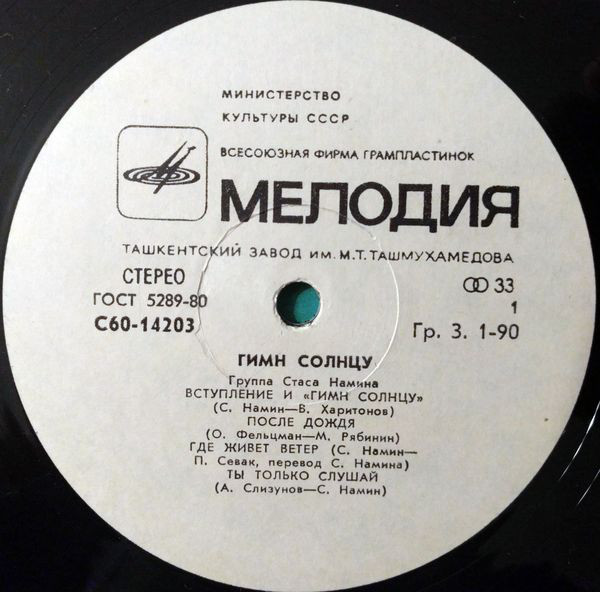 МИНИСТЕРСТВО
КУЛЬТУРЫ СССР
ВСЕСОЮЗНАЯ ФИРМА ГРАМПЛАСТИНОК
МЕЛОДИЯ
ТАШКЕНТСКИЙ ЗАВОД ИМ. М. Т. ТАШМУХАМЕДОВА
СТЕРЕО
ГОСТ 5289-80
С60-14203
33
1
Гр. 3. 1-90
ГИМН СОЛНЦУ
Группа Стаса Намина
ВСТУПЛЕНИЕ И «ГИМН СОЛНЦУ»
(С. Намин—В. Харитонов)
ПОСЛЕ ДОЖДЯ
(О. Фельцман—М. Рябинин)
ГДЕ ЖИВЕТ ВЕТЕР (С. Намин—
П. Севак, перевод С. Намина)
ТЫ ТОЛЬКО СЛУШАЙ
(А. Слизунов—С. Намин)